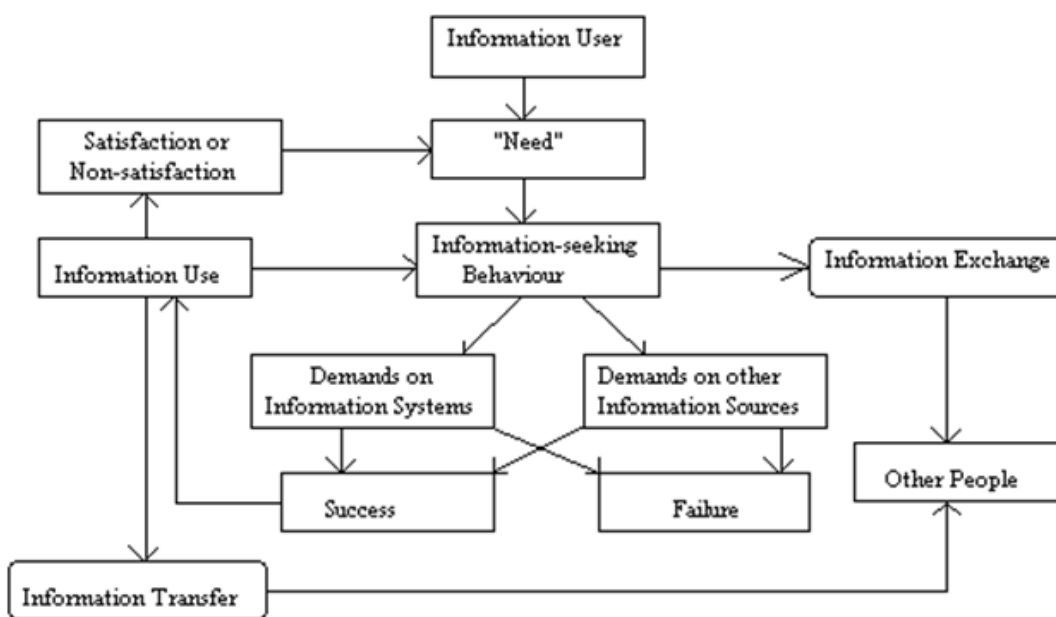 Information User
Satisfaction or
Non-satisfaction
"Need"
Information Use
Information-seeking
Behaviour
Information Exchange
Demands on
Information Systems
Demands on other
Information Sources
Success
Failure
Other People
Information Transfer